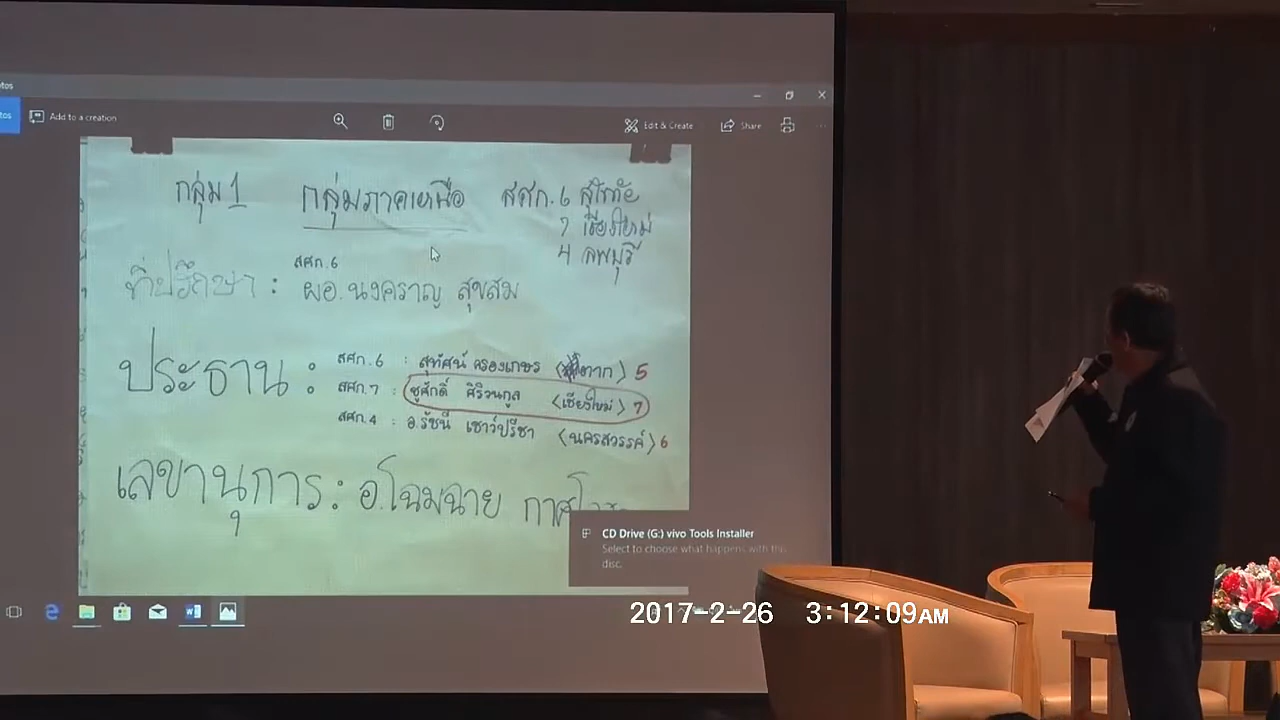 Add to a creation
Edit & Create
Share
กลุ่ม 1 กลุ่มภาคเหนือ สศก. 6 สุโขทัย
7 เชียงใหม่
4 ลพบุรี
สศก. 6
ที่ปรึกษา : ผอ. นงคราญ สุขสม
ประธาน :
สศก. 6 : สุทัศน์ ครองเกษร (ตาก) 5
สศก. 7 : ชูศักดิ์ ศิริวนกูล (เชียงใหม่) 7
สศก. 4 : อ.รัชนี เชาว์ปรีชา (นครสวรรค์) 6
เลขานุการ : อ.โฉมฉาย
CD Drive (G:) vivo Tools Installer
Select to choose what happens with this
disc.
2017-2-26 3:12:09AM